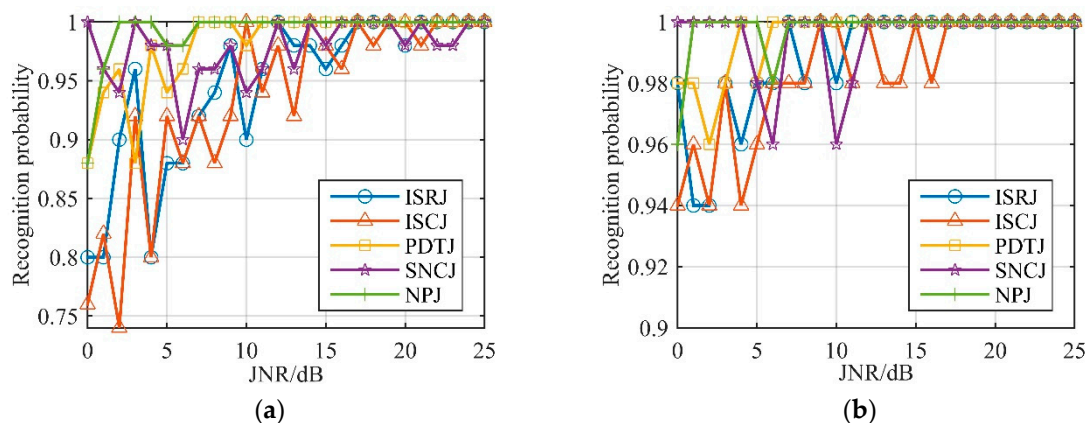 1
0.95
0.9
0.85
0.8
0.75
Recognition probability
ISRJ
ISCJ
PDTJ
SNCJ
NPJ
0 5 10 15 20 25
JNR/dB
(a)
1
0.98
0.96
0.94
0.92
0.9
Recognition probability
ISRJ
ISCJ
PDTJ
SNCJ
NPJ
0 5 10 15 20 25
JNR/dB
(b)